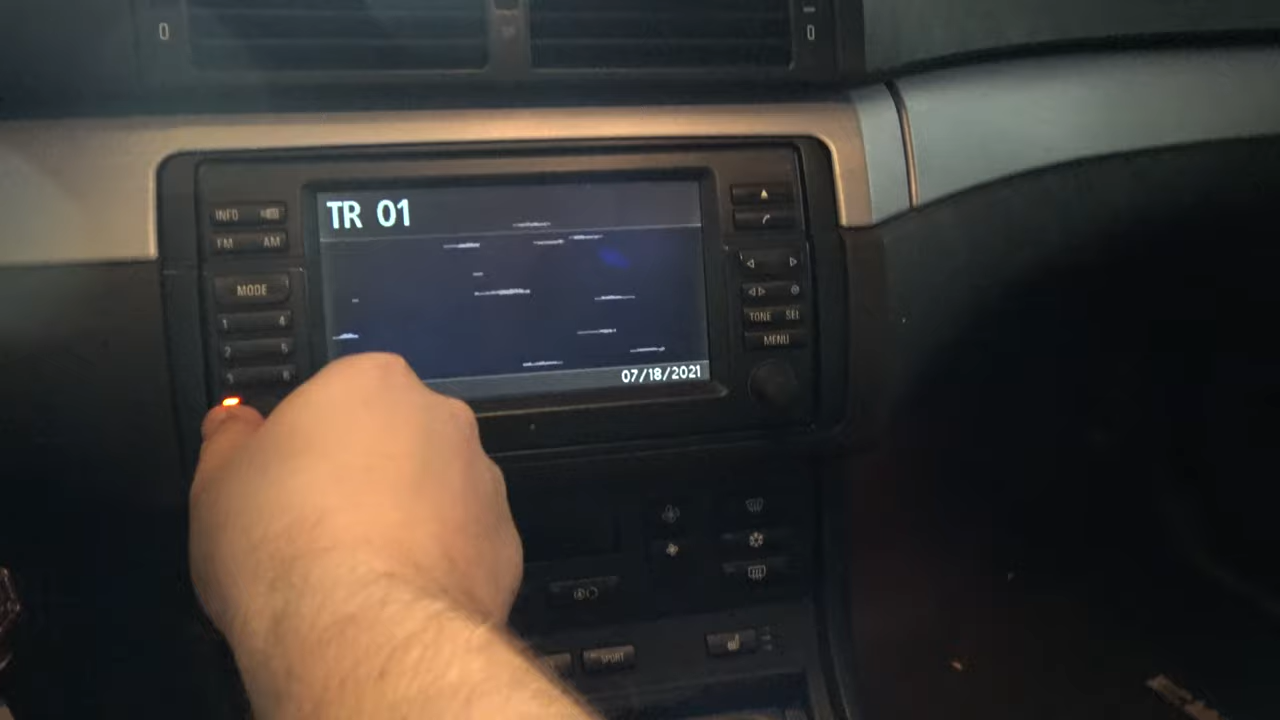 TR 01
INFO
FM AM
MODE
1 4
2 5
3 6
TONE SEL
MENU
07/18/2021
SPORT